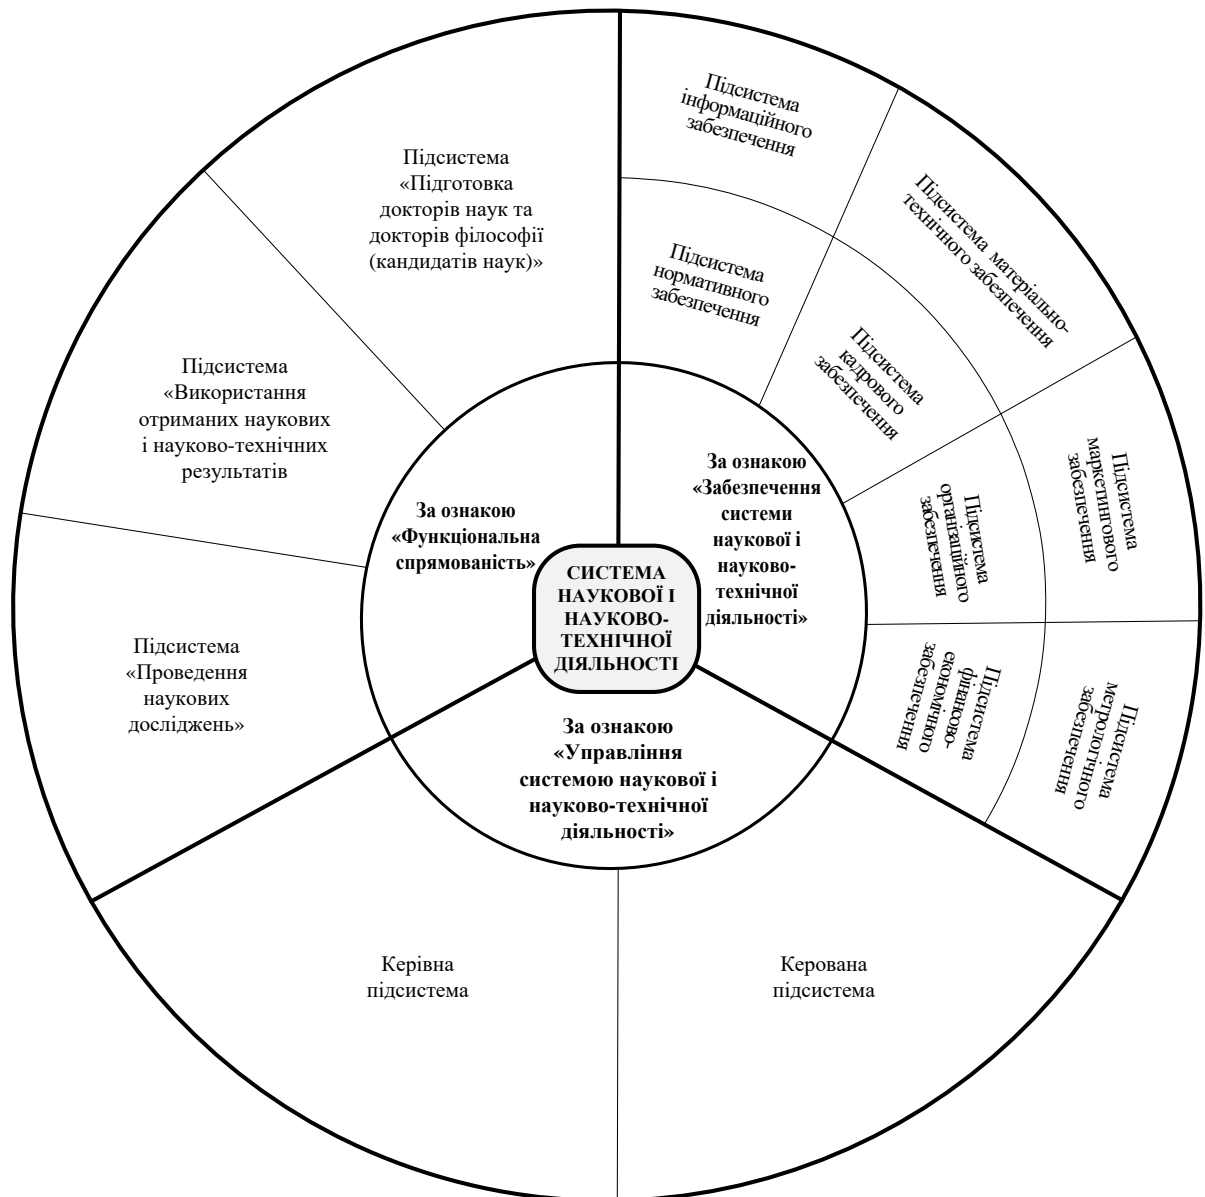 Підсистема
«Підготовка
докторів наук та
докторів філософії
(кандидатів наук)»
Підсистема
«Використання
отриманих наукових
і науково-технічних
результатів
Підсистема
«Проведення
наукових
досліджень»
За ознакою
«Функціональна
спрямованість»
СИСТЕМА
НАУКОВОЇ І
НАУКОВО-
ТЕХНІЧНОЇ
ДІЯЛЬНОСТІ
За ознакою
«Забезпечення
системи
наукової і
науково-
технічної
діяльності»
Підсистема
інформаційного
забезпечення
Підсистема
нормативного
забезпечення
Підсистема матеріально-
технічного забезпечення
Підсистема
кадрового
забезпечення
Підсистема
маркетингового
забезпечення
Підсистема
організаційного
забезпечення
Підсистема
фінансово-
економічного
забезпечення
Підсистема
метрологічного
забезпечення
За ознакою
«Управління
системою наукової і
науково-технічної
діяльності»
Керівна
підсистема
Керована
підсистема